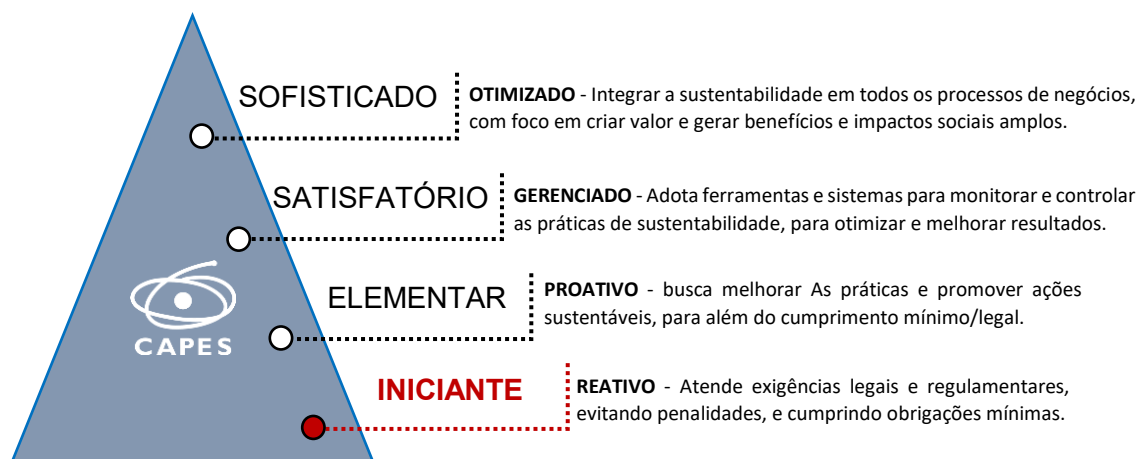 SOFISTICADO
OTIMIZADO - Integrar a sustentabilidade em todos os processos de negócios,
com foco em criar valor e gerar benefícios e impactos sociais amplos.
SATISFATÓRIO
GERENCIADO - Adota ferramentas e sistemas para monitorar e controlar
as práticas de sustentabilidade, para otimizar e melhorar resultados.
CAPES
ELEMENTAR
PROATIVO - busca melhorar As práticas e promover ações
sustentáveis, para além do cumprimento mínimo/legal.
INICIANTE
REATIVO - Atende exigências legais e regulamentares,
evitando penalidades, e cumprindo obrigações mínimas.